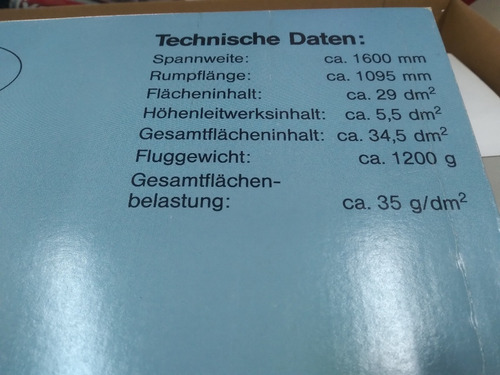 Technische Daten:
Spannweite: ca. 1600 mm
Rumpflänge: ca. 1095 mm
Flächeninhalt: ca. 29 dm²
Höhenleitwerksinhalt: ca. 5,5 dm²
Gesamtflächeninhalt: ca. 34,5 dm²
Fluggewicht: ca. 1200 g
Gesamtflächen-
belastung: ca. 35 g/dm²